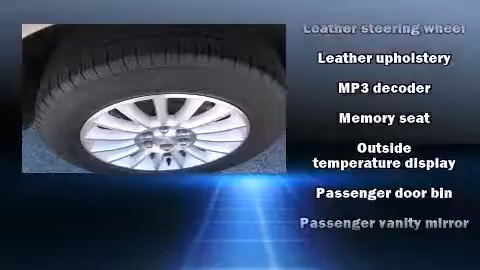 Leather steering wheel
Leather upholstery
MP3 decoder
Memory seat
Outside
temperature display
Passenger door bin
Passenger vanity mirror